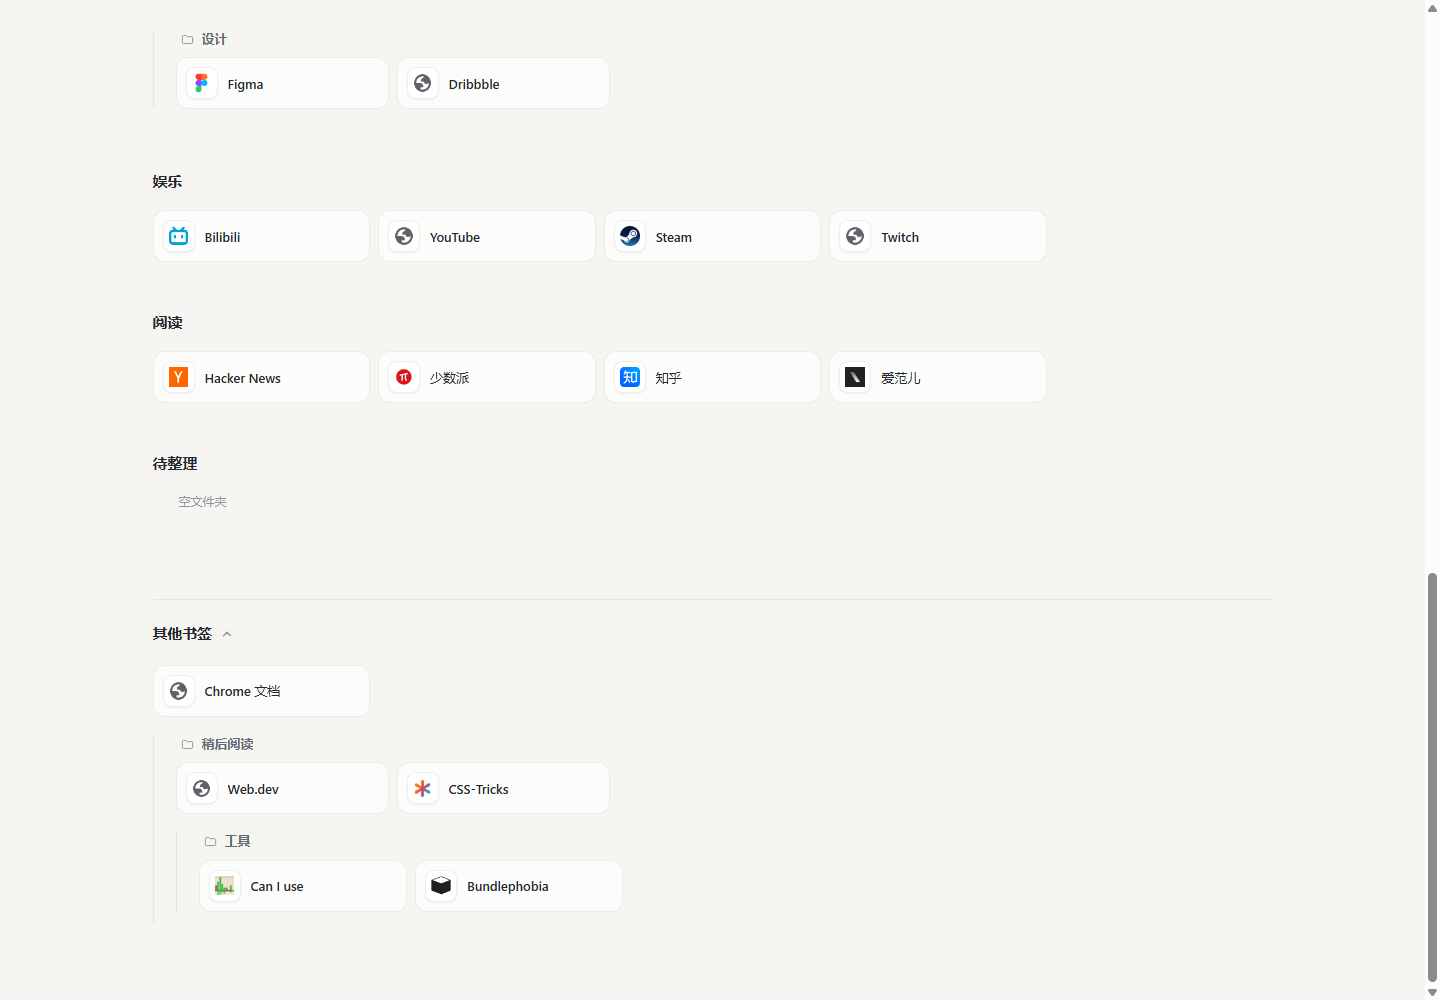 设计
Figma
Dribbble
娱乐
Bilibili
YouTube
Steam
Twitch
阅读
Hacker News
少数派
知乎
爱范儿
待整理
空文件夹
其他书签
Chrome 文档
稍后阅读
Web.dev
CSS-Tricks
工具
Can I use
Bundlephobia